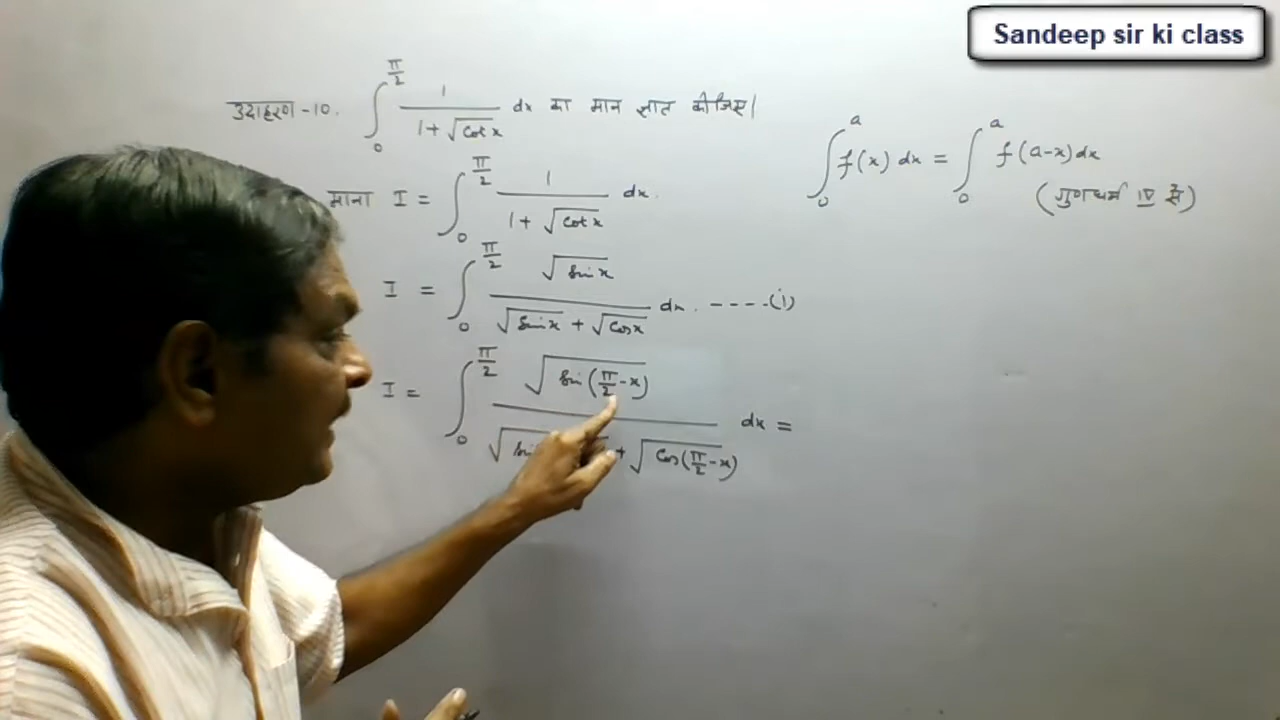 Sandeep sir ki class
उदाहरण-10. ∫₀^(π/2) 1/(1+√cot x) dx का मान ज्ञात कीजिए।
माना I = ∫₀^(π/2) 1/(1+√cot x) dx.
I = ∫₀^(π/2) √sin x/(√sin x + √cos x) dx. ----(i)
I = ∫₀^(π/2) √sin(π/2-x)/(√sin + √cos(π/2-x)) dx =
∫₀^a f(x) dx = ∫₀^a f(a-x)dx
(गुणधर्म IV से)